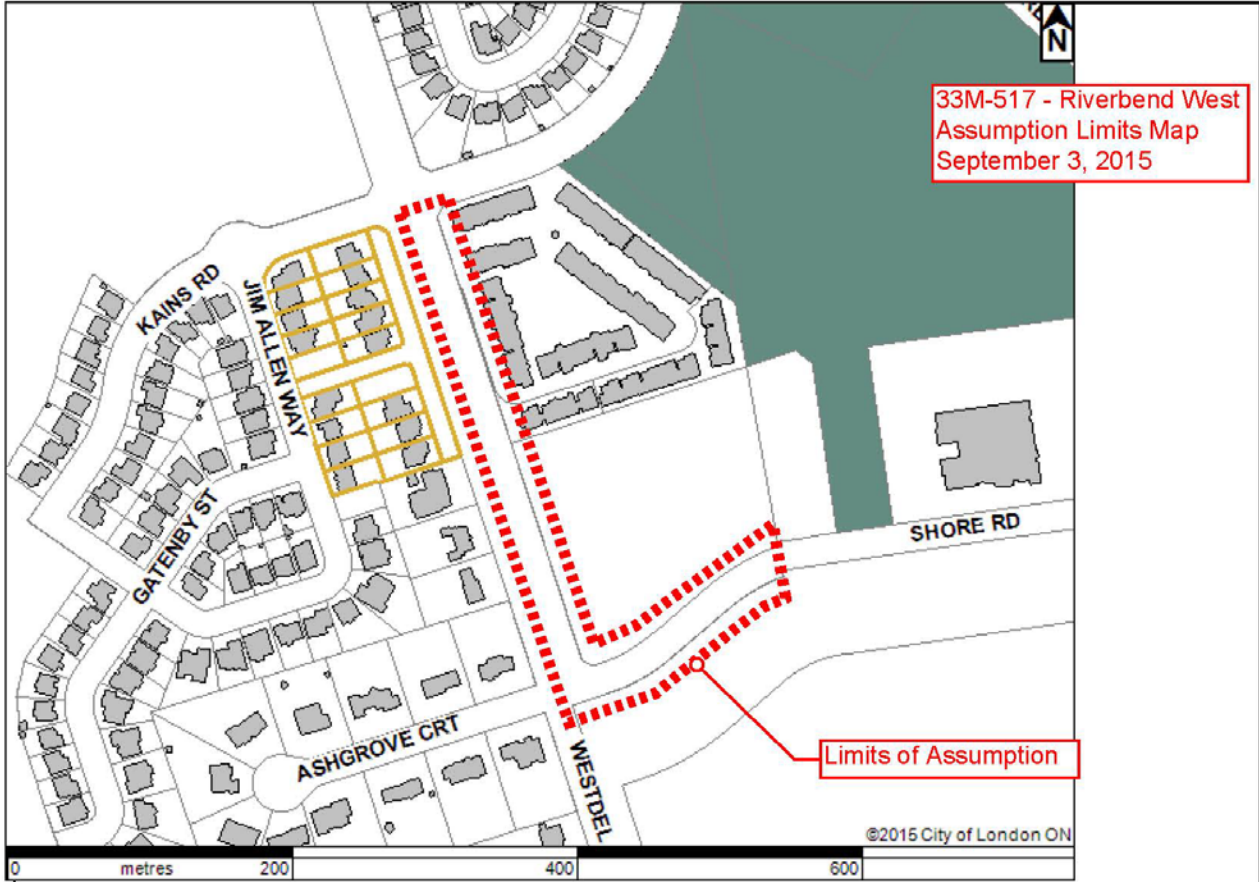 N
33M-517 - Riverbend West
Assumption Limits Map
September 3, 2015
KAINS RD
JIM ALLEN WAY
GATENBY ST
SHORE RD
ASHGROVE CRT
WESTDEL
Limits of Assumption
©2015 City of London ON
0 metres 200 400 600